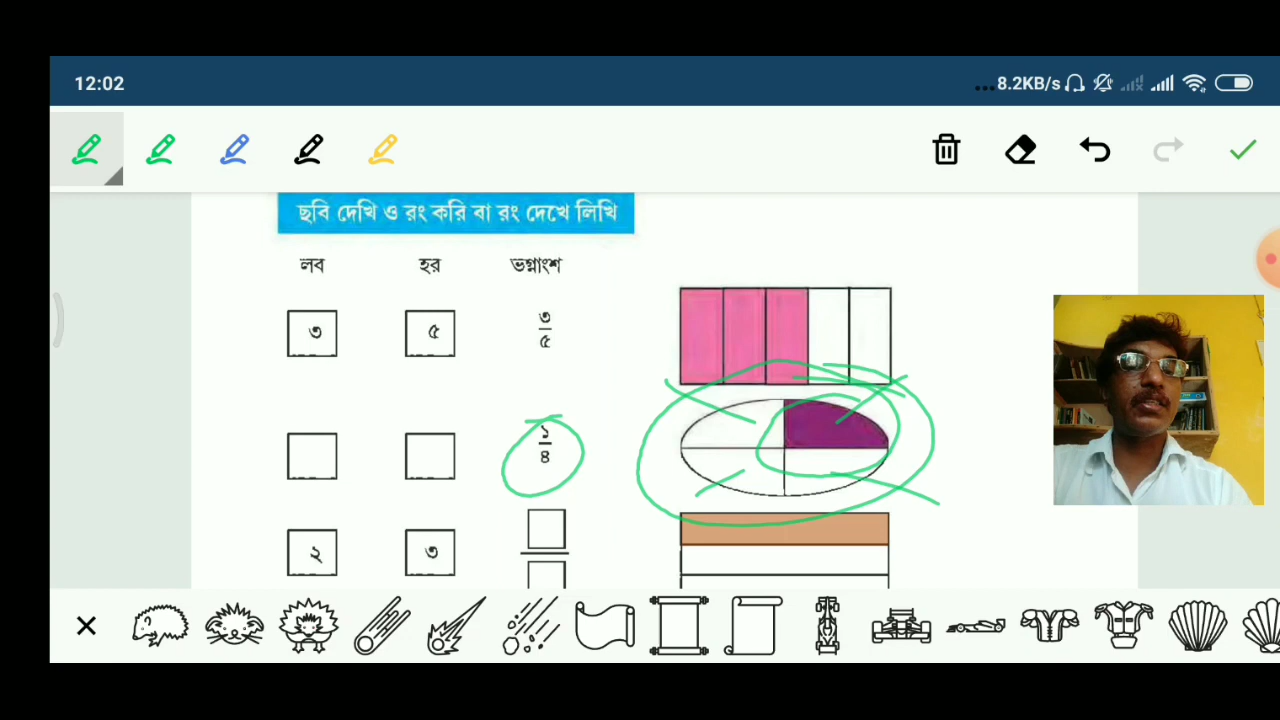 12:02
...8.2KB/s
ছবি দেখি ও রং করি বা রং দেখে লিখি
লব হর ভগ্নাংশ
৩ ৫ ৩/৫
১/৪
২ ৩